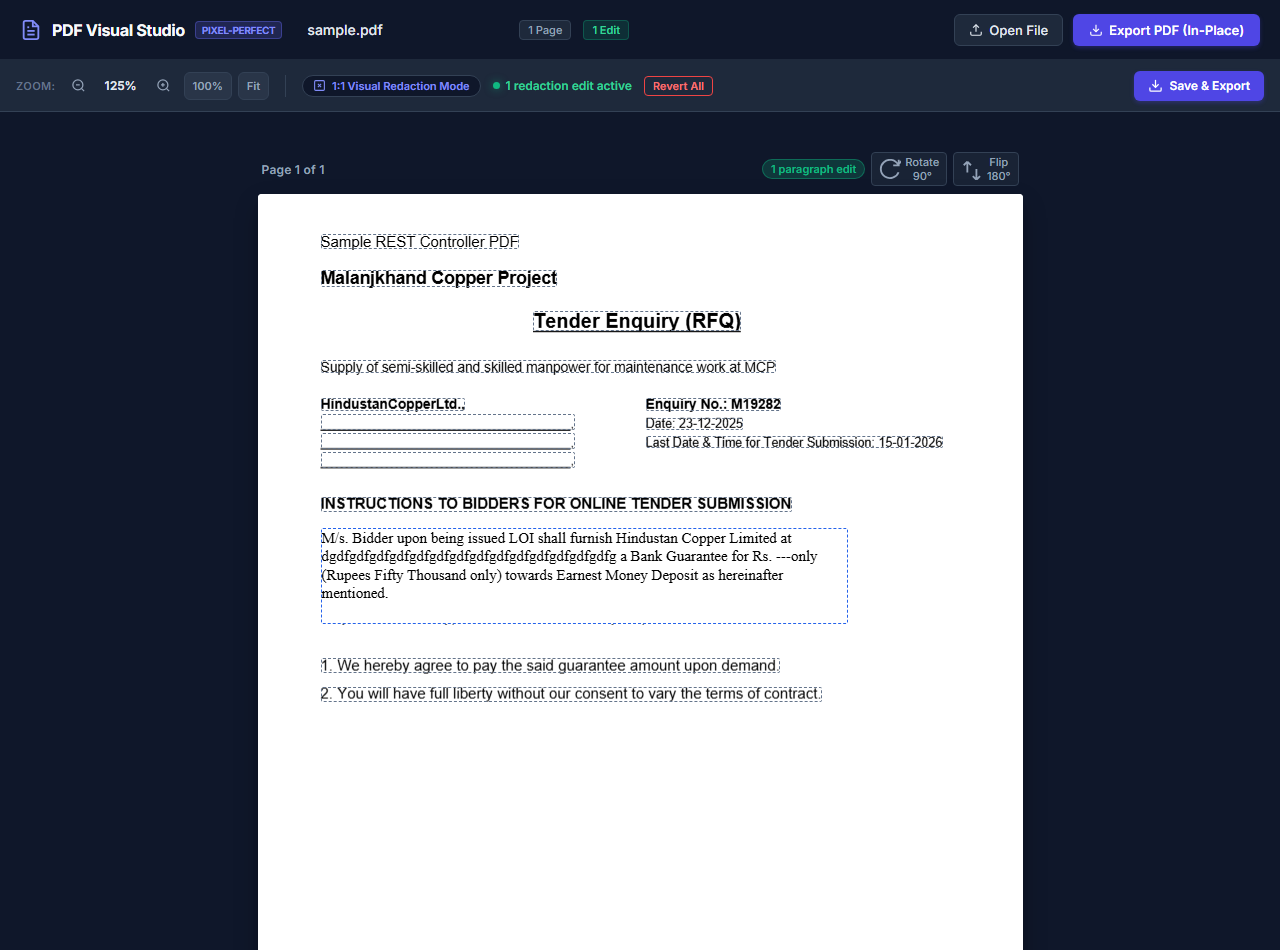 PDF Visual Studio PIXEL-PERFECT sample.pdf 1 Page 1 Edit Open File Export PDF (In-Place)
ZOOM: 125% 100% Fit 1:1 Visual Redaction Mode 1 redaction edit active Revert All Save & Export
Page 1 of 1 1 paragraph edit Rotate 90° Flip 180°
Sample REST Controller PDF
Malanjkhand Copper Project
Tender Enquiry (RFQ)
Supply of semi-skilled and skilled manpower for maintenance work at MCP
HindustanCopperLtd., Enquiry No.: M19282
Date: 23-12-2025
Last Date & Time for Tender Submission: 15-01-2026
INSTRUCTIONS TO BIDDERS FOR ONLINE TENDER SUBMISSION
M/s. Bidder upon being issued LOI shall furnish Hindustan Copper Limited at
dgdfgdfgdfgdfgdfgdfgdfgdfgdfgdfgdfgdfgdfgdfg a Bank Guarantee for Rs. ---only
(Rupees Fifty Thousand only) towards Earnest Money Deposit as hereinafter
mentioned.
1. We hereby agree to pay the said guarantee amount upon demand.
2. You will have full liberty without our consent to vary the terms of contract.